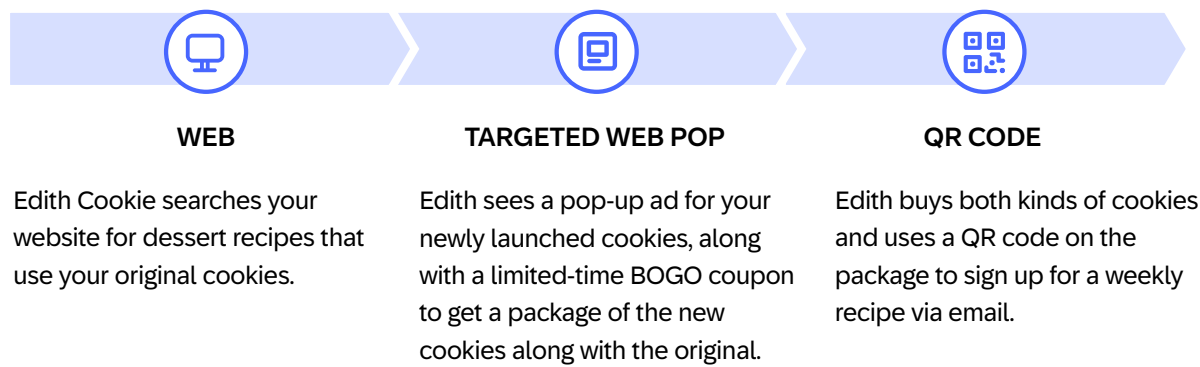 WEB
Edith Cookie searches your
website for dessert recipes that
use your original cookies.
TARGETED WEB POP
Edith sees a pop-up ad for your
newly launched cookies, along
with a limited-time BOGO coupon
to get a package of the new
cookies along with the original.
QR CODE
Edith buys both kinds of cookies
and uses a QR code on the
package to sign up for a weekly
recipe via email.